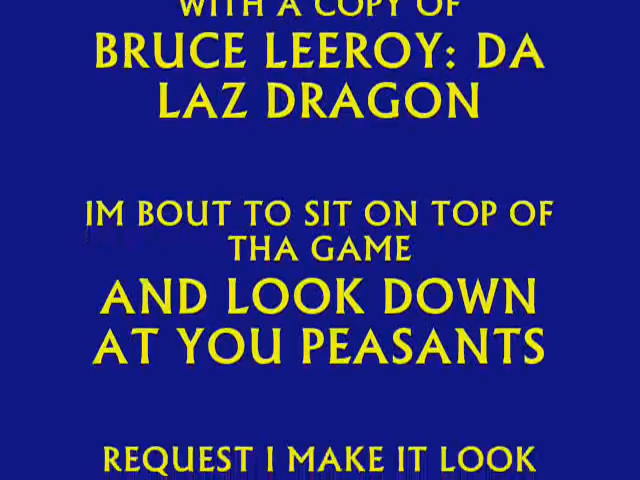 WITH A COPY OF
BRUCE LEEROY: DA
LAZ DRAGON
IM BOUT TO SIT ON TOP OF
THA GAME
AND LOOK DOWN
AT YOU PEASANTS
REQUEST I MAKE IT LOOK